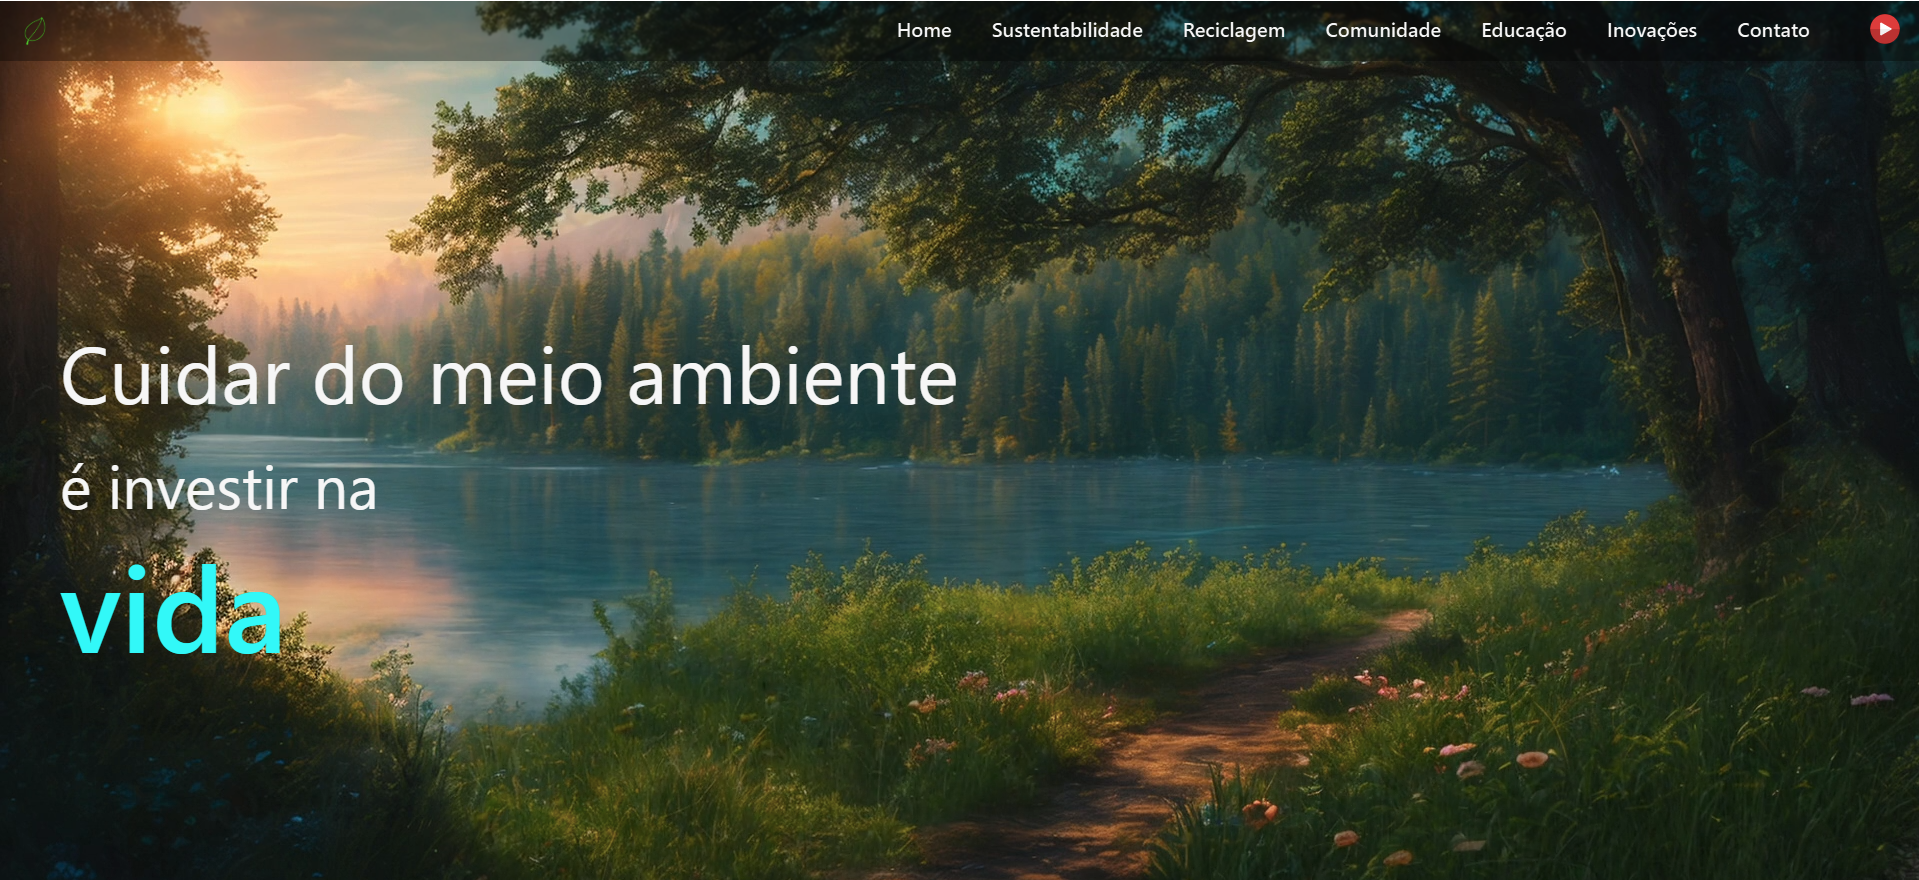 Home Sustentabilidade Reciclagem Comunidade Educação Inovações Contato
Cuidar do meio ambiente
é investir na
vida